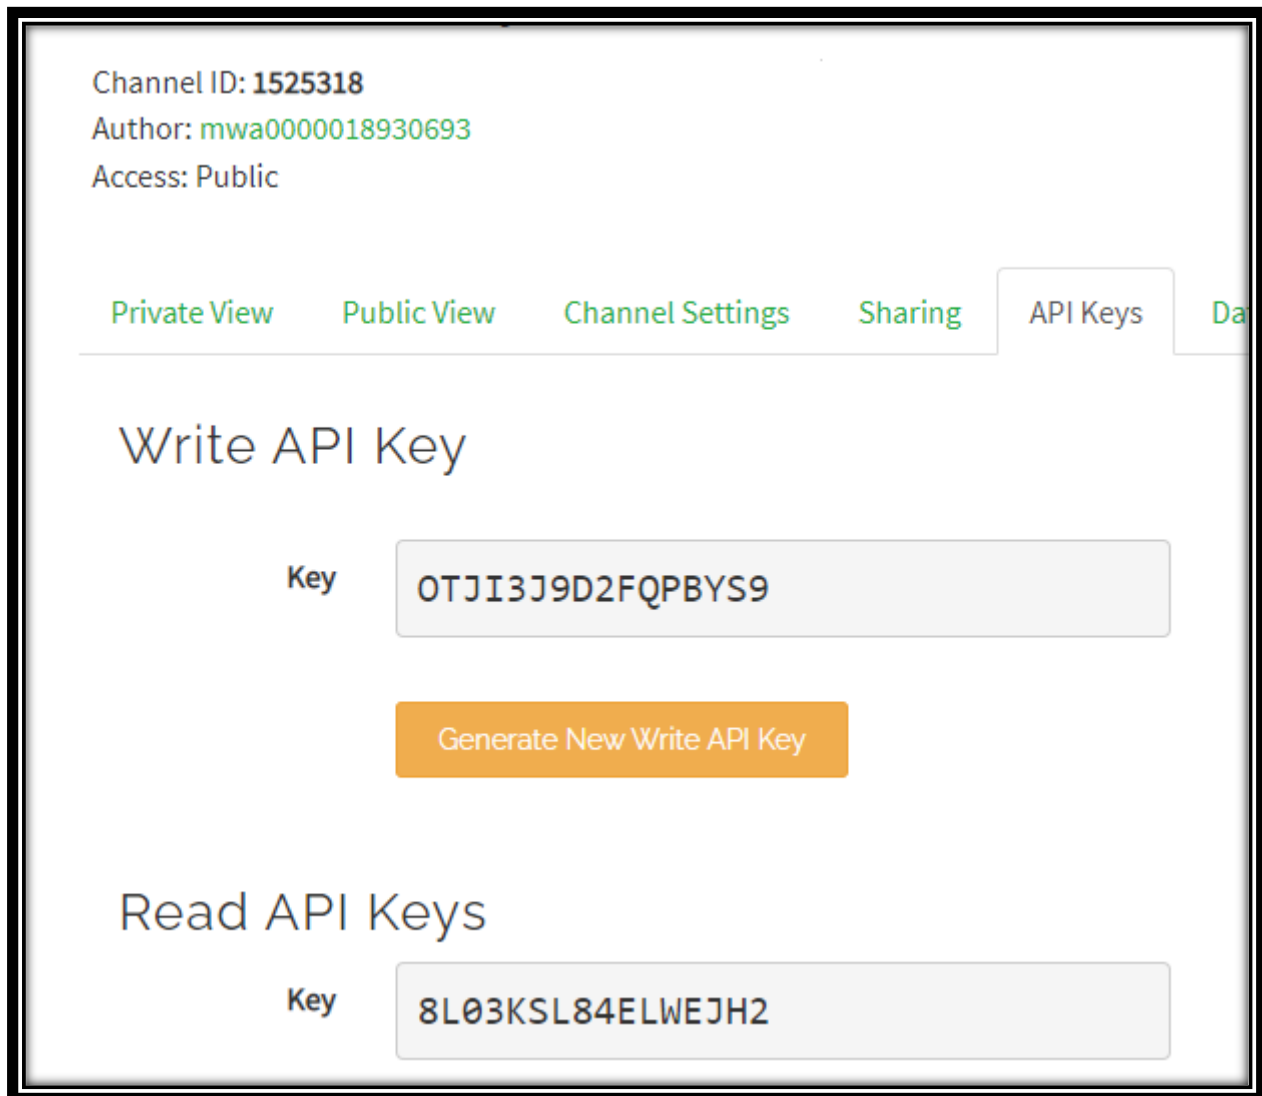 Channel ID: 1525318
Author: mwa0000018930693
Access: Public
Private View Public View Channel Settings Sharing API Keys
Write API Key
Key OTJI3J9D2FQPBYS9
Generate New Write API Key
Read API Keys
Key 8L03KSL84ELWEJH2